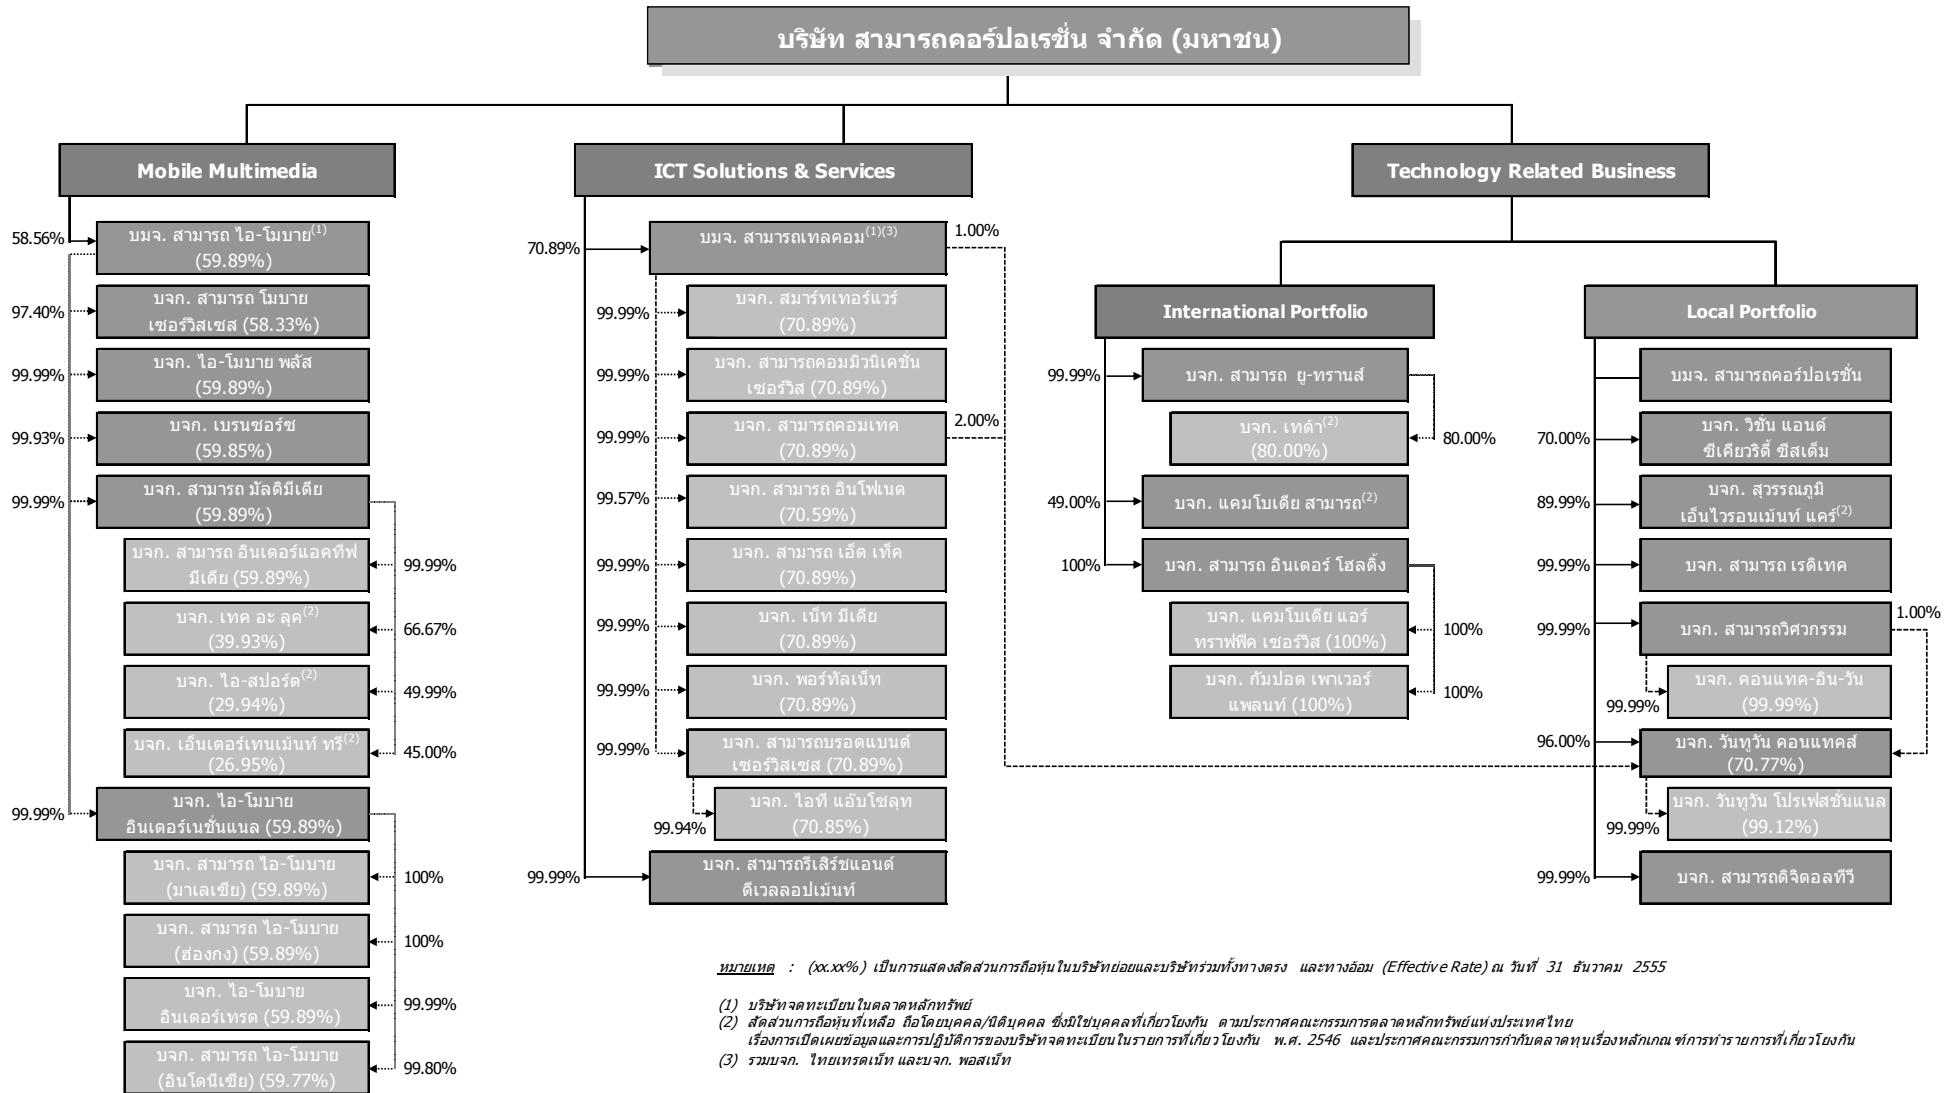 บริษัท สามารถคอร์ปอเรชั่น จำกัด (มหาชน)
Mobile Multimedia
58.56%
บมจ. สามารถ ไอ-โมบาย(1)
(59.89%)
97.40%
บจก. สามารถ โมบาย
เซอร์วิสเซส (58.33%)
99.99%
บจก. ไอ-โมบาย พลัส
(59.89%)
99.93%
บจก. เบรนซอร์ซ
(59.85%)
99.99%
บจก. สามารถ มัลติมีเดีย
(59.89%)
บจก. สามารถ อินเตอร์แอคทีฟ
มีเดีย (59.89%)
99.99%
บจก. เทค อะ ลุค(2)
(39.93%)
66.67%
บจก. ไอ-สปอร์ต(2)
(29.94%)
49.99%
บจก. เอ็นเตอร์เทนเม้นท์ ทรี(2)
(26.95%)
45.00%
99.99%
บจก. ไอ-โมบาย
อินเตอร์เนชั่นแนล (59.89%)
บจก. สามารถ ไอ-โมบาย
(มาเลเซีย) (59.89%)
100%
บจก. สามารถ ไอ-โมบาย
(ฮ่องกง) (59.89%)
100%
บจก. ไอ-โมบาย
อินเตอร์เทรด (59.89%)
99.99%
บจก. สามารถ ไอ-โมบาย
(อินโดนีเซีย) (59.77%)
99.80%
ICT Solutions & Services
70.89%
บมจ. สามารถเทลคอม(1)(3)
1.00%
99.99%
บจก. สมาร์ทเทอร์แวร์
(70.89%)
99.99%
บจก. สามารถคอมมิวนิเคชั่น
เซอร์วิส (70.89%)
99.99%
บจก. สามารถคอมเทค
(70.89%)
2.00%
99.57%
บจก. สามารถ อินโฟเนต
(70.59%)
99.99%
บจก. สามารถ เอ็ด เท็ค
(70.89%)
99.99%
บจก. เน็ท มีเดีย
(70.89%)
99.99%
บจก. พอร์ทัลเน็ท
(70.89%)
99.99%
บจก. สามารถบรอดแบนด์
เซอร์วิสเซส (70.89%)
99.94%
บจก. ไอที แอ๊บโซลุท
(70.85%)
99.99%
บจก. สามารถรีเสิร์ชแอนด์
ดีเวลลอปเม้นท์
Technology Related Business
International Portfolio
99.99%
บจก. สามารถ ยู-ทรานส์
บจก. เทด้า(2)
(80.00%)
80.00%
49.00%
บจก. แคมโบเดีย สามารถ(2)
100%
บจก. สามารถ อินเตอร์ โฮลดิ้ง
บจก. แคมโบเดีย แอร์
ทราฟฟิค เซอร์วิส (100%)
100%
บจก. กัมปอต เพาเวอร์
แพลนท์ (100%)
100%
Local Portfolio
บมจ. สามารถคอร์ปอเรชั่น
70.00%
บจก. วิชั่น แอนด์
ซีเคียวริตี้ ซีสเต็ม
89.99%
บจก. สุวรรณภูมิ
เอ็นไวรอนเม้นท์ แคร์(2)
99.99%
บจก. สามารถ เรดิเทค
99.99%
บจก. สามารถวิศวกรรม
1.00%
99.99%
บจก. คอนแทค-อิน-วัน
(99.99%)
96.00%
บจก. วันทูวัน คอนแทคส์
(70.77%)
99.99%
บจก. วันทูวัน โปรเฟสชั่นแนล
(99.12%)
99.99%
บจก. สามารถดิจิตอลทีวี
หมายเหตุ : (xx.xx%) เป็นการแสดงสัดส่วนการถือหุ้นในบริษัทย่อยและบริษัทร่วมทั้งทางตรง และทางอ้อม (Effective Rate) ณ วันที่ 31 ธันวาคม 2555
(1) บริษัทจดทะเบียนในตลาดหลักทรัพย์
(2) สัดส่วนการถือหุ้นที่เหลือ ถือโดยบุคคล/นิติบุคคล ซึ่งมิใช่บุคคลที่เกี่ยวโยงกัน ตามประกาศคณะกรรมการตลาดหลักทรัพย์แห่งประเทศไทย
เรื่องการเปิดเผยข้อมูลและการปฏิบัติการของบริษัทจดทะเบียนในรายการที่เกี่ยวโยงกัน พ.ศ. 2546 และประกาศคณะกรรมการกำกับตลาดทุนเรื่องหลักเกณฑ์การทำรายการที่เกี่ยวโยงกัน
(3) รวมบจก. ไทยเทรดเน็ท และบจก. พอสเน็ท